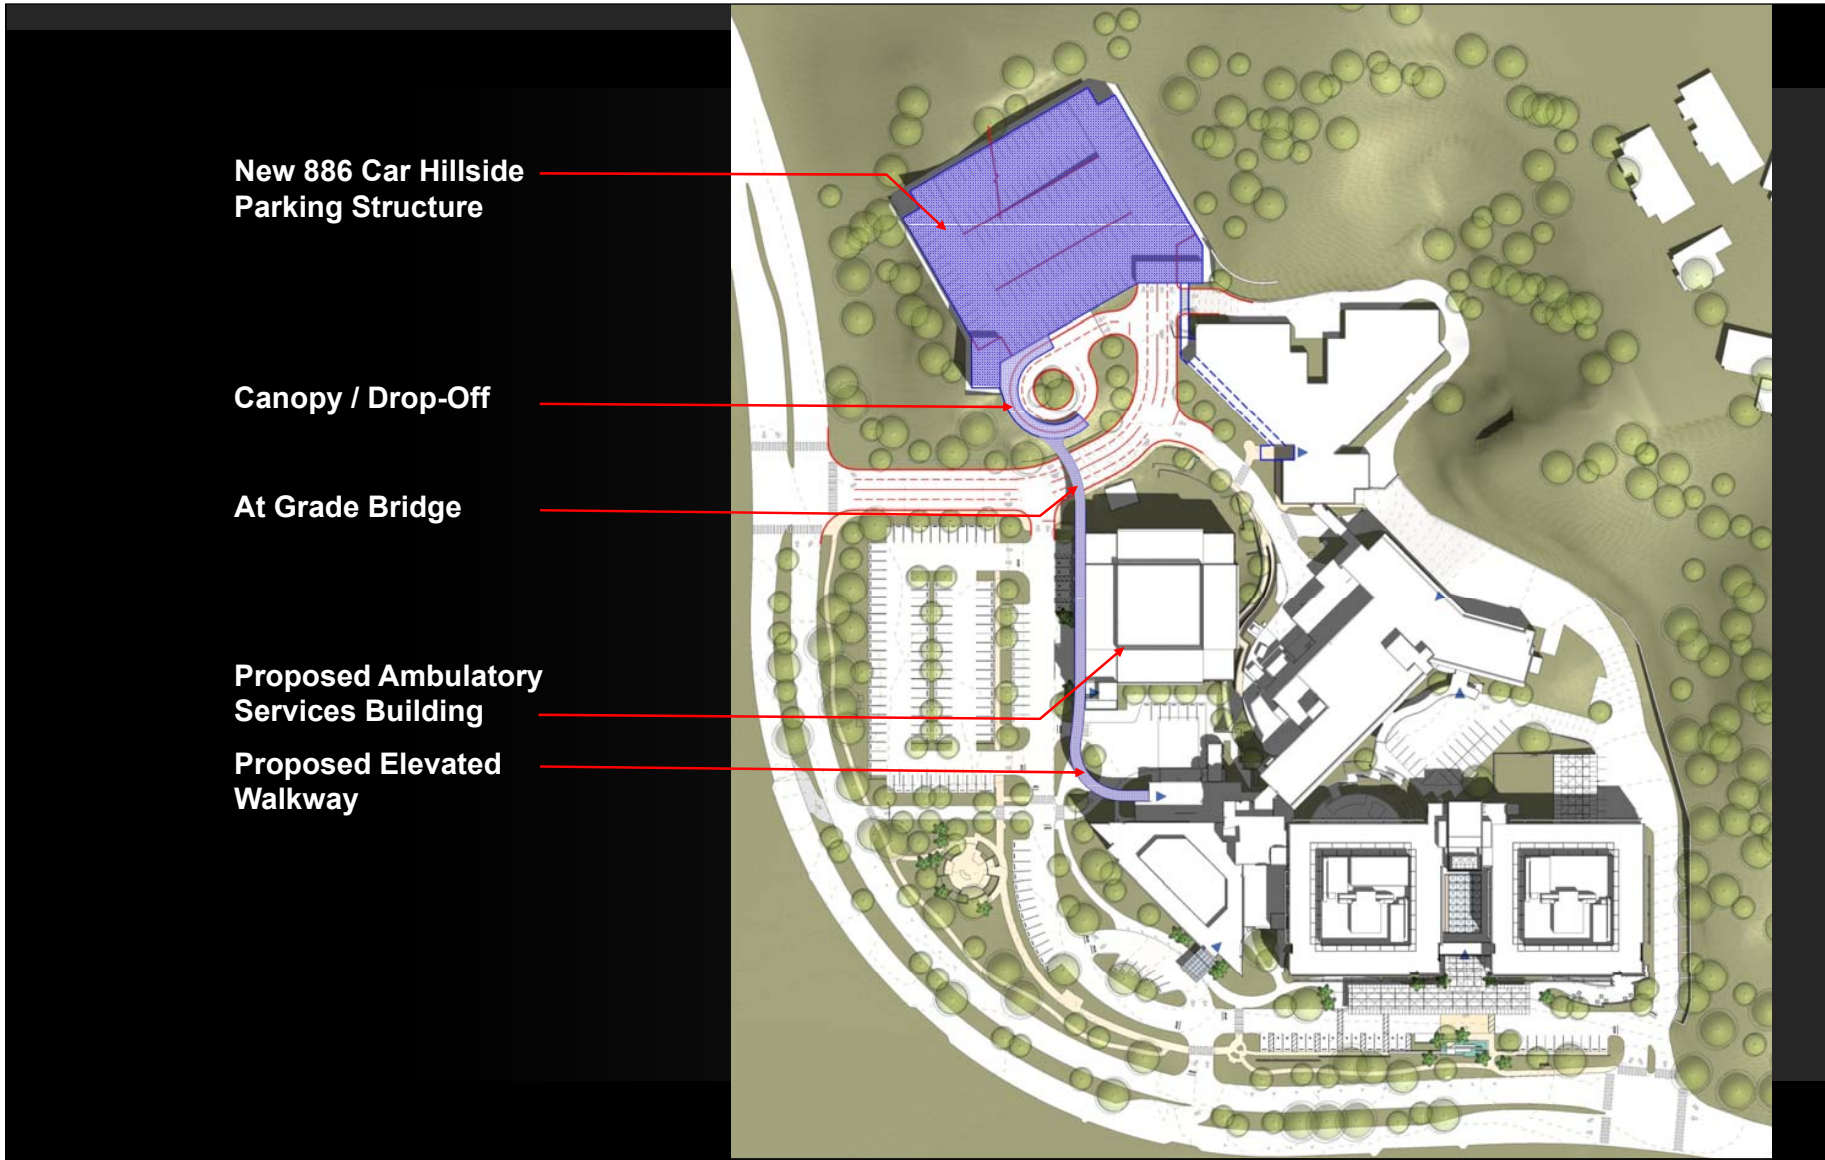 New 886 Car Hillside
Parking Structure
Canopy / Drop-Off
At Grade Bridge
Proposed Ambulatory
Services Building
Proposed Elevated
Walkway